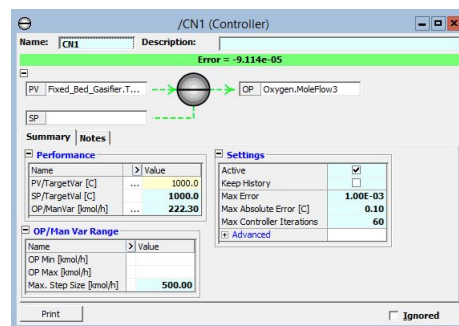 /CN1 (Controller)
Name: CN1 Description:
Error = -9.114e-05
PV Fixed_Bed_Gasifier.T... OP Oxygen.MoleFlow3
SP
Summary Notes
Performance
Name > Value
PV/TargetVar [C] ... 1000.0
SP/TargetVal [C] 1000.0
OP/ManVar [kmol/h] ... 222.30
Settings
Active
Keep History
Max Error 1.00E-03
Max Absolute Error [C] 0.10
Max Controller Iterations 60
Advanced
OP/Man Var Range
Name > Value
OP Min [kmol/h]
OP Max [kmol/h]
Max. Step Size [kmol/h] 500.00
Print Ignored